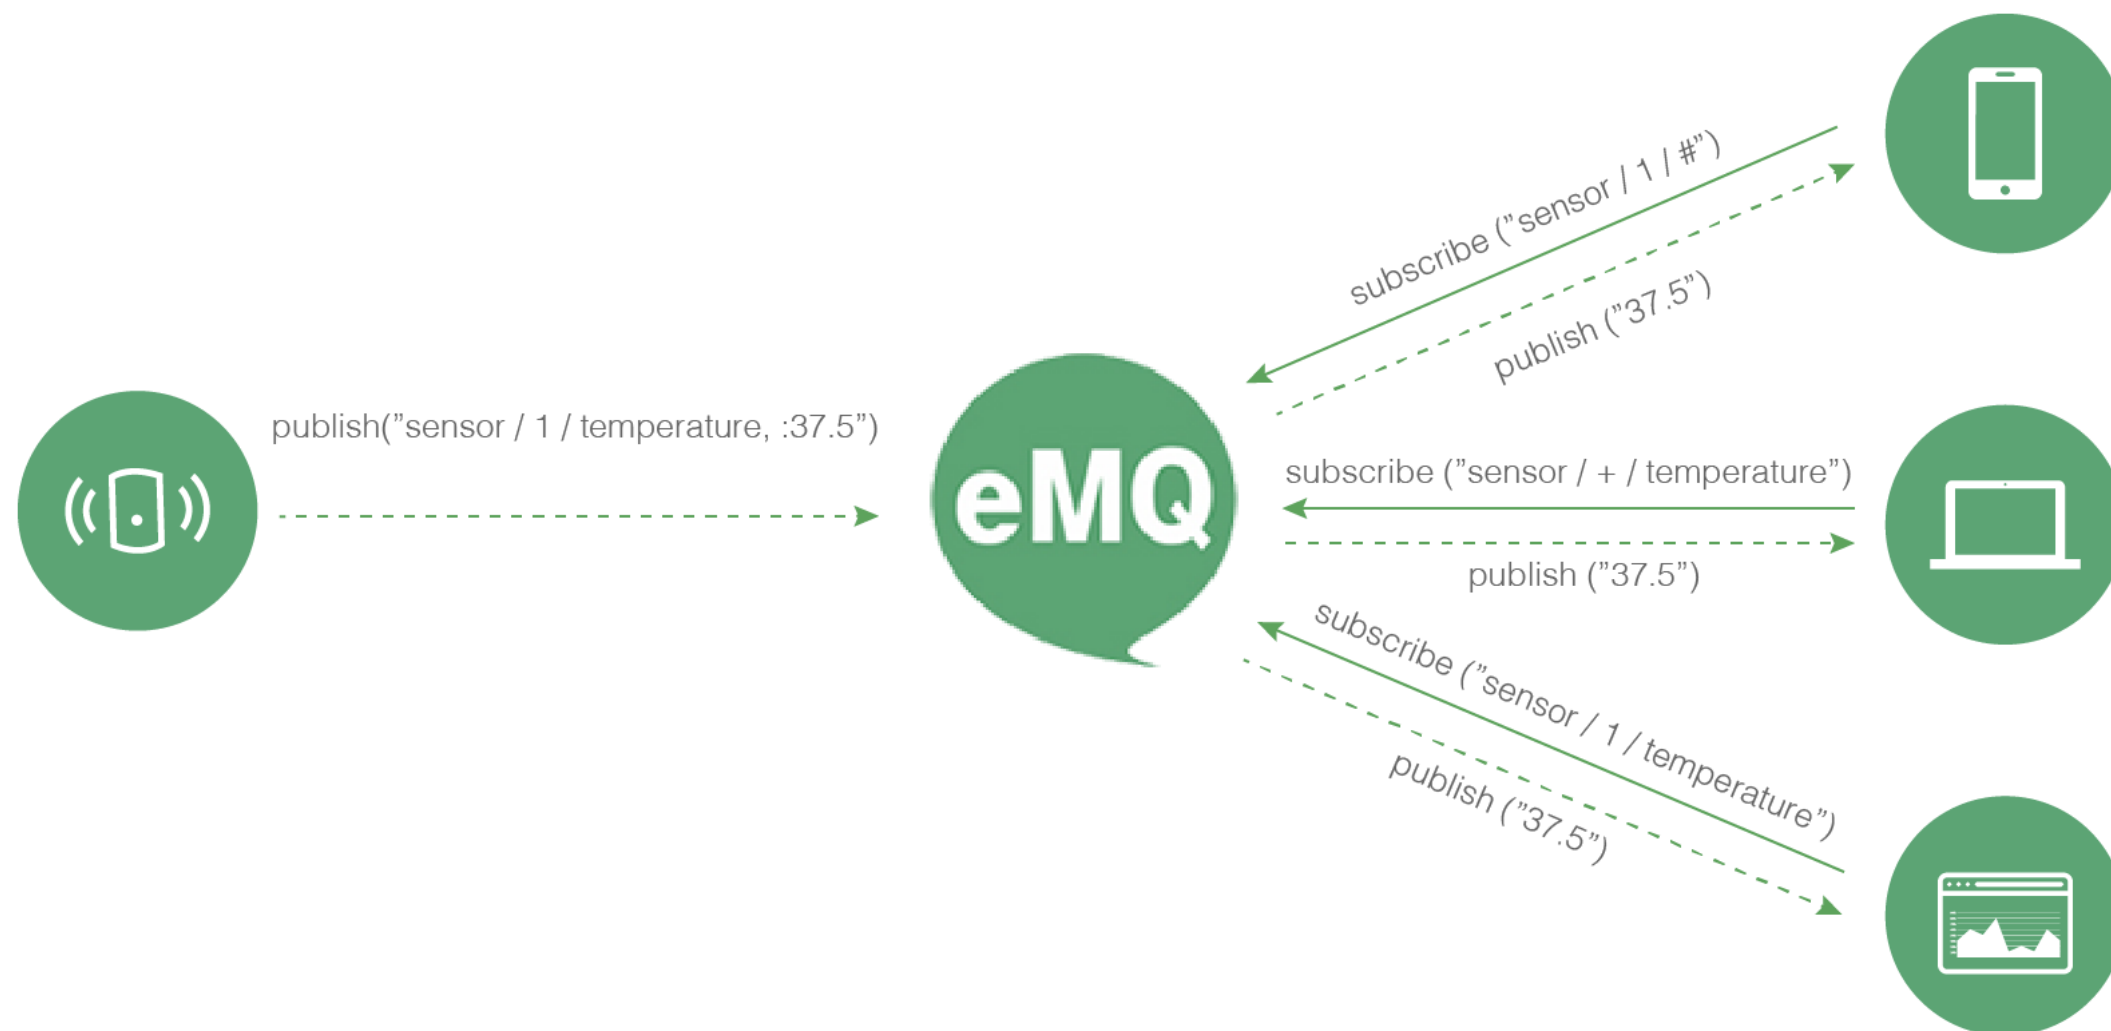 subscribe (”sensor / 1 / #”)
publish (”37.5”)
publish(”sensor / 1 / temperature, :37.5”)
eMQ
subscribe (”sensor / + / temperature”)
publish (”37.5”)
subscribe (”sensor / 1 / temperature”)
publish (”37.5”)